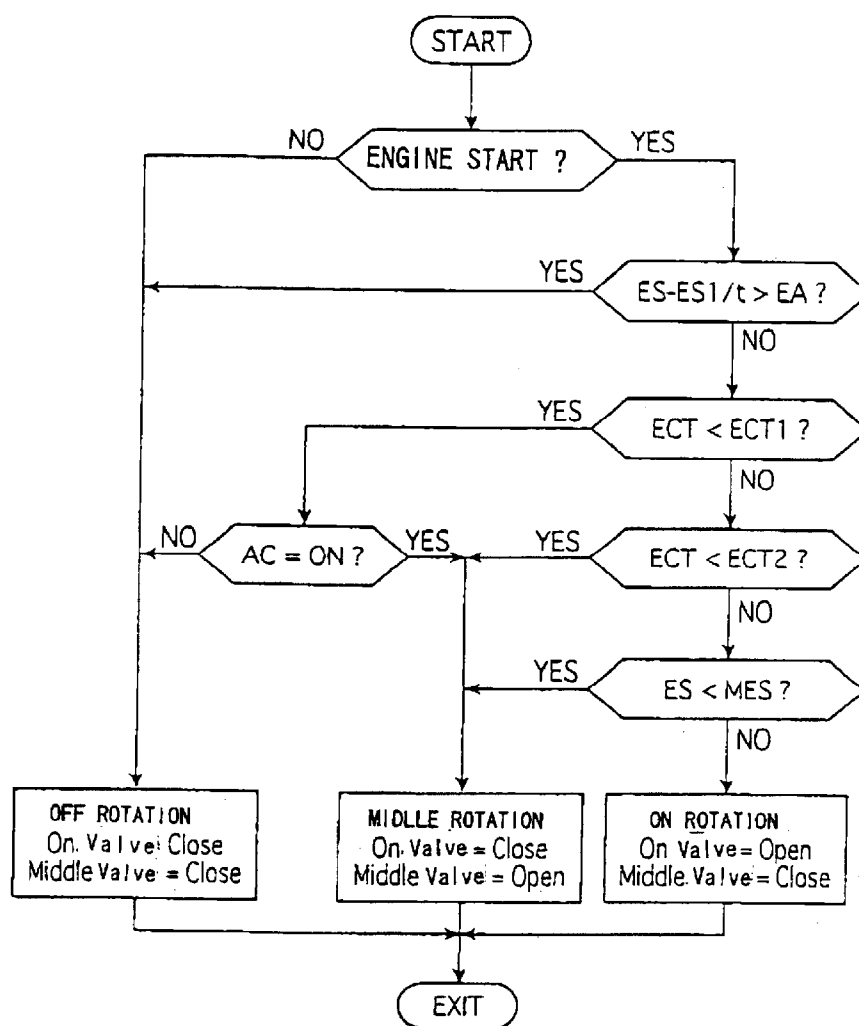 START
NO
ENGINE START ?
YES
YES
ES-ES1/t > EA ?
NO
YES
ECT < ECT1 ?
NO
NO
AC = ON ?
YES
YES
ECT < ECT2 ?
NO
YES
ES < MES ?
NO
OFF ROTATION
On. Valve Close
Middle Valve = Close
MIDLLE ROTATION
On. Valve = Close
Middle Valve = Open
ON ROTATION
On Valve = Open
Middle. Valve = Close
EXIT